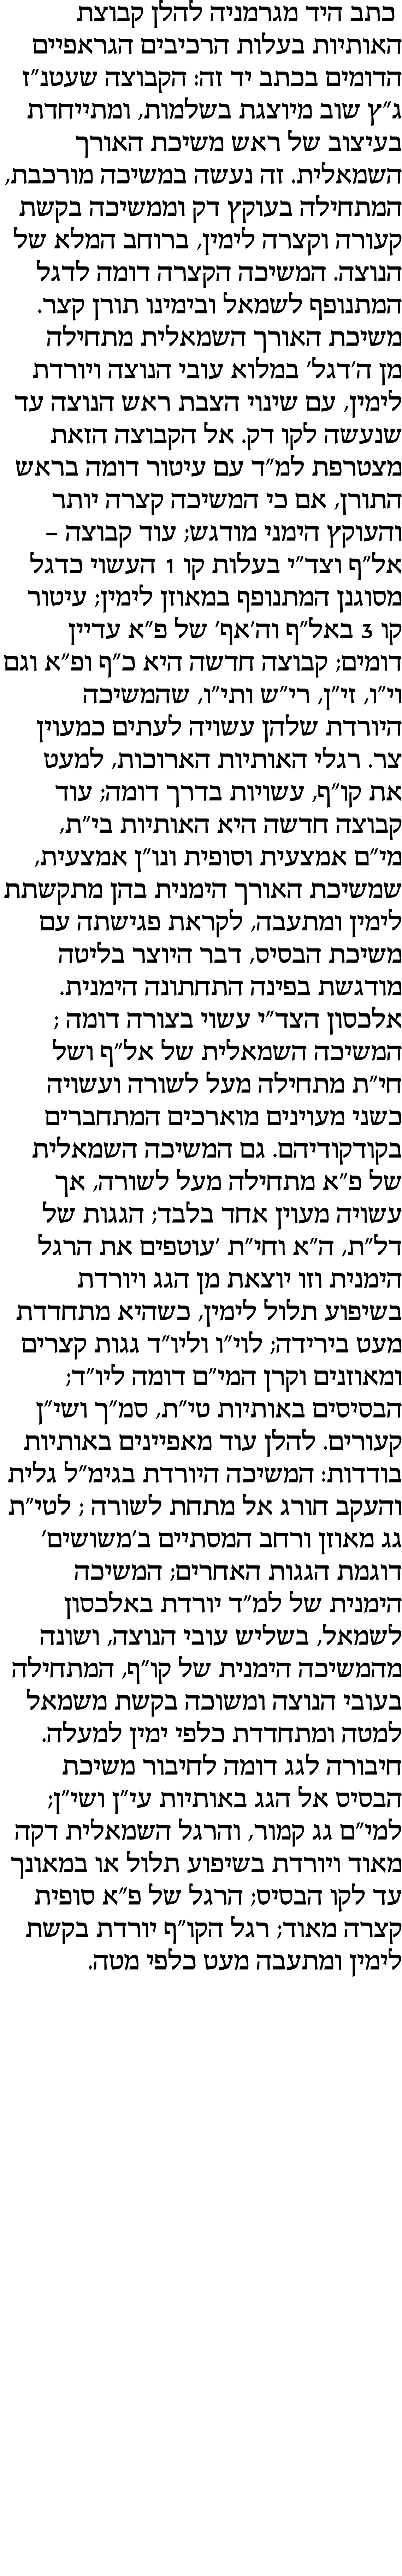 כתב היד מגרמניה להלן קבוצת
האותיות בעלות הרכיבים הגראפיים
הדומים בכתב יד זה: הקבוצה שעטנ״ז
ג״ץ שוב מיוצגת בשלמות, ומתייחדת
בעיצוב של ראש משיכת האורך
השמאלית. זה נעשה במשיכה מורכבת,
המתחילה בעוקץ דק וממשיכה בקשת
קעורה וקצרה לימין, ברוחב המלא של
הנוצה. המשיכה הקצרה דומה לדגל
המתנופף לשמאל ובימינו תורן קצר.
משיכת האורך השמאלית מתחילה
מן ה׳דגל׳ במלוא עובי הנוצה ויורדת
לימין, עם שינוי הצבת ראש הנוצה עד
שנעשה לקו דק. אל הקבוצה הזאת
מצטרפת למ״ד עם עיטור דומה בראש
התורן, אם כי המשיכה קצרה יותר
והעוקץ הימני מודגש; עוד קבוצה –
אל״ף וצד״י בעלות קו 1 העשוי כדגל
מסוגנן המתנופף במאוזן לימין; עיטור
קו 3 באל״ף וה׳אף׳ של פ״א עדיין
דומים; קבוצה חדשה היא כ״ף ופ״א וגם
וי״ו, זי״ן, רי״ש ותי״ו, שהמשיכה
היורדת שלהן עשויה לעתים כמעוין
צר. רגלי האותיות הארוכות, למעט
את קו״ף, עשויות בדרך דומה; עוד
קבוצה חדשה היא האותיות בי״ת,
מי״ם אמצעית וסופית ונו״ן אמצעית,
שמשיכת האורך הימנית בהן מתקשתת
לימין ומתעבה, לקראת פגישתה עם
משיכת הבסיס, דבר היוצר בליטה
מודגשת בפינה התחתונה הימנית.
אלכסון הצד״י עשוי בצורה דומה ;
המשיכה השמאלית של אל״ף ושל
חי״ת מתחילה מעל לשורה ועשויה
כשני מעוינים מוארכים המתחברים
בקודקודיהם. גם המשיכה השמאלית
של פ״א מתחילה מעל לשורה, אך
עשויה מעוין אחד בלבד; הגגות של
דל״ת, ה״א וחי״ת ׳עוטפים את הרגל
הימנית וזו יוצאת מן הגג ויורדת
בשיפוע תלול לימין, כשהיא מתחדדת
מעט בירידה; לוי״ו וליו״ד גגות קצרים
ומאוזנים וקרן המי״ם דומה ליו״ד;
הבסיסים באותיות טי״ת, סמ״ך ושי״ן
קעורים. להלן עוד מאפיינים באותיות
בודדות: המשיכה היורדת בגימ״ל גלית
והעקב חורג אל מתחת לשורה ; לטי״ת
גג מאוזן ורחב המסתיים ב׳משושים׳
דוגמת הגגות האחרים; המשיכה
הימנית של למ״ד יורדת באלכסון
לשמאל, בשליש עובי הנוצה, ושונה
מהמשיכה הימנית של קו״ף, המתחילה
בעובי הנוצה ומשוכה בקשת משמאל
למטה ומתחדדת כלפי ימין למעלה.
חיבורה לגג דומה לחיבור משיכת
הבסיס אל הגג באותיות עי״ן ושי״ן;
למי״ם גג קמור, והרגל השמאלית דקה
מאוד ויורדת בשיפוע תלול או במאונך
עד לקו הבסיס; הרגל של פ״א סופית
קצרה מאוד; רגל הקו״ף יורדת בקשת
לימין ומתעבה מעט כלפי מטה.